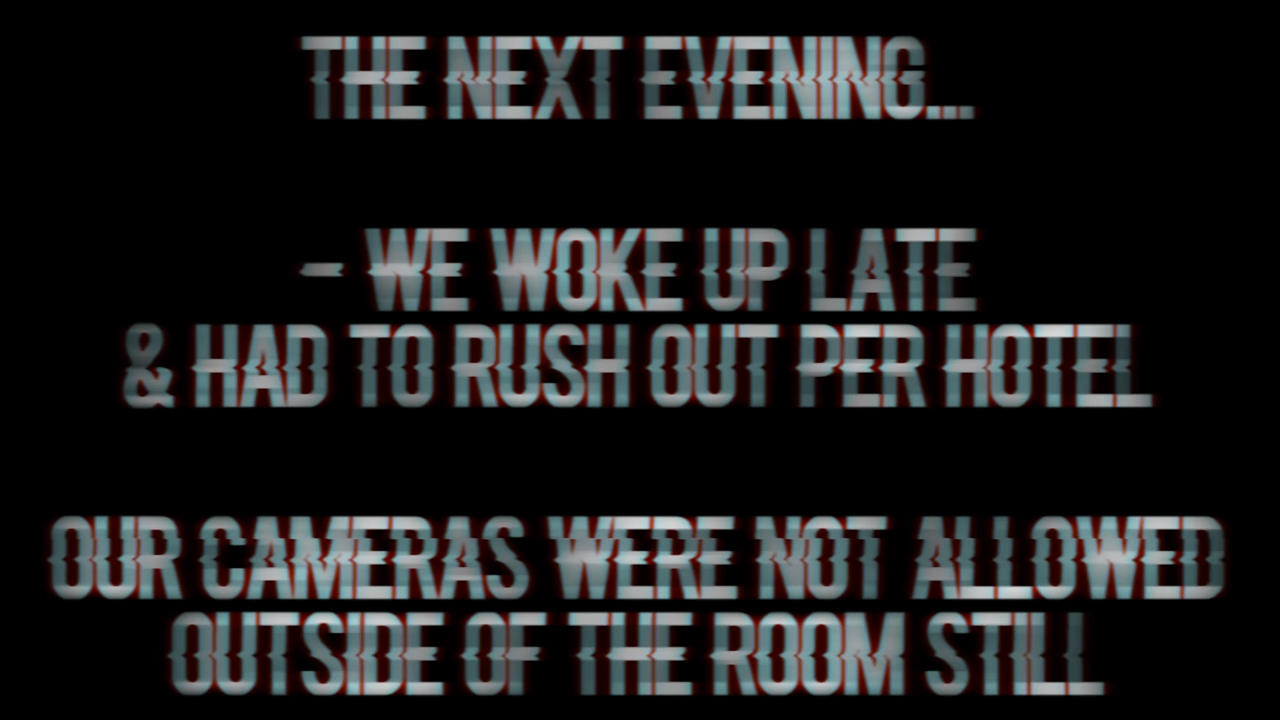 THE NEXT EVENING...
- WE WOKE UP LATE
& HAD TO RUSH OUT PER HOTEL
OUR CAMERAS WERE NOT ALLOWED
OUTSIDE OF THE ROOM STILL